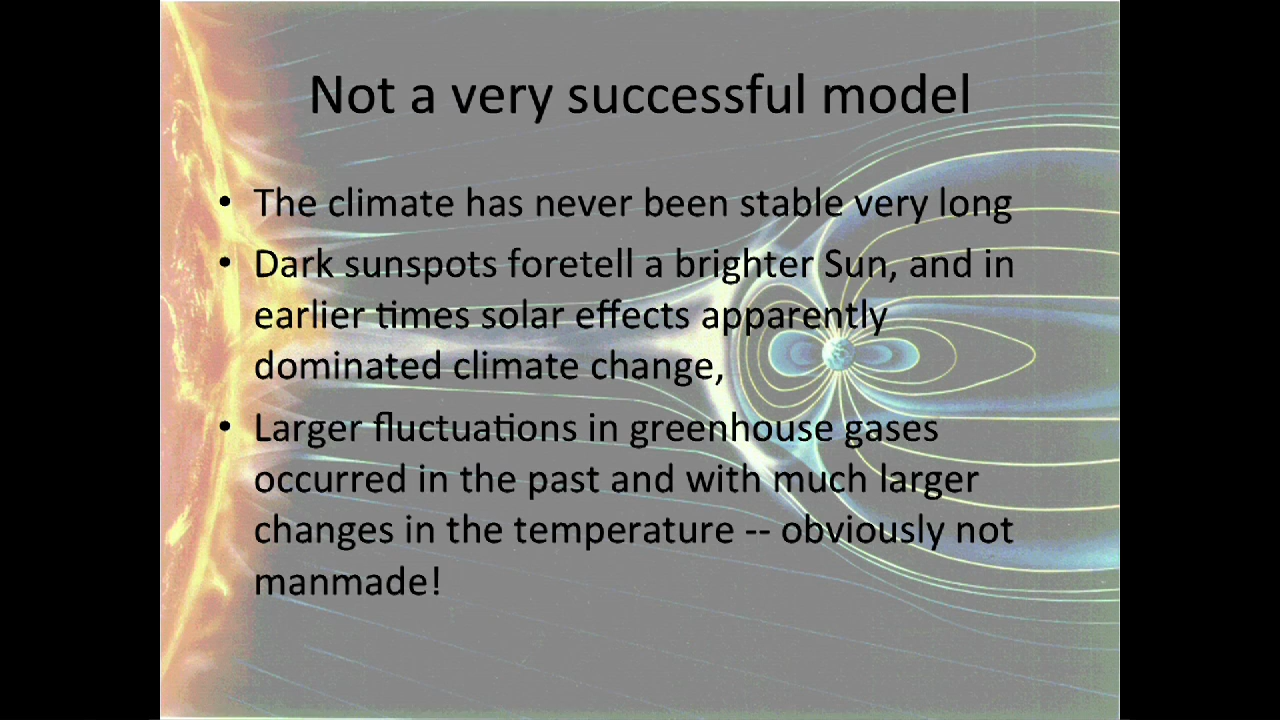 Not a very successful model
• The climate has never been stable very long
• Dark sunspots foretell a brighter Sun, and in
earlier times solar effects apparently
dominated climate change,
• Larger fluctuations in greenhouse gases
occurred in the past and with much larger
changes in the temperature -- obviously not
manmade!